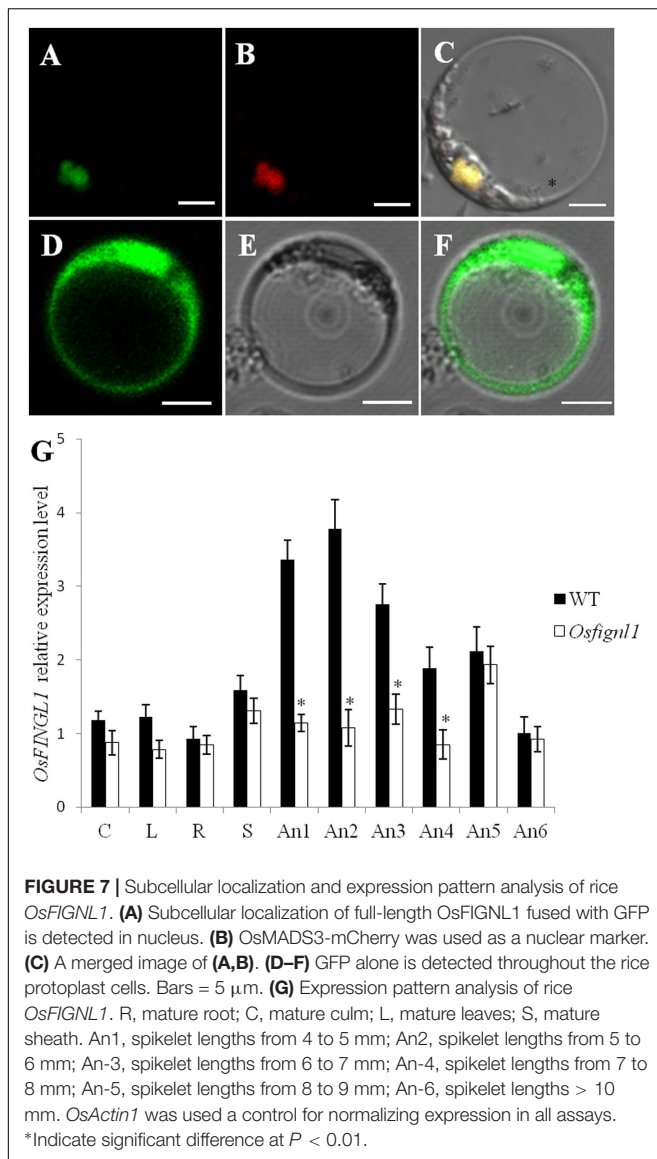 A
B
C
*
D
E
F
G
5
4
3
2
1
0
OsFINGL1 relative expression level
WT
Osfignl1
*
*
*
*
C L R S An1 An2 An3 An4 An5 An6
FIGURE 7 | Subcellular localization and expression pattern analysis of rice
OsFIGNL1. (A) Subcellular localization of full-length OsFIGNL1 fused with GFP
is detected in nucleus. (B) OsMADS3-mCherry was used as a nuclear marker.
(C) A merged image of (A,B). (D–F) GFP alone is detected throughout the rice
protoplast cells. Bars = 5 μm. (G) Expression pattern analysis of rice
OsFIGNL1. R, mature root; C, mature culm; L, mature leaves; S, mature
sheath. An1, spikelet lengths from 4 to 5 mm; An2, spikelet lengths from 5 to
6 mm; An-3, spikelet lengths from 6 to 7 mm; An-4, spikelet lengths from 7 to
8 mm; An-5, spikelet lengths from 8 to 9 mm; An-6, spikelet lengths > 10
mm. OsActin1 was used a control for normalizing expression in all assays.
*Indicate significant difference at P < 0.01.